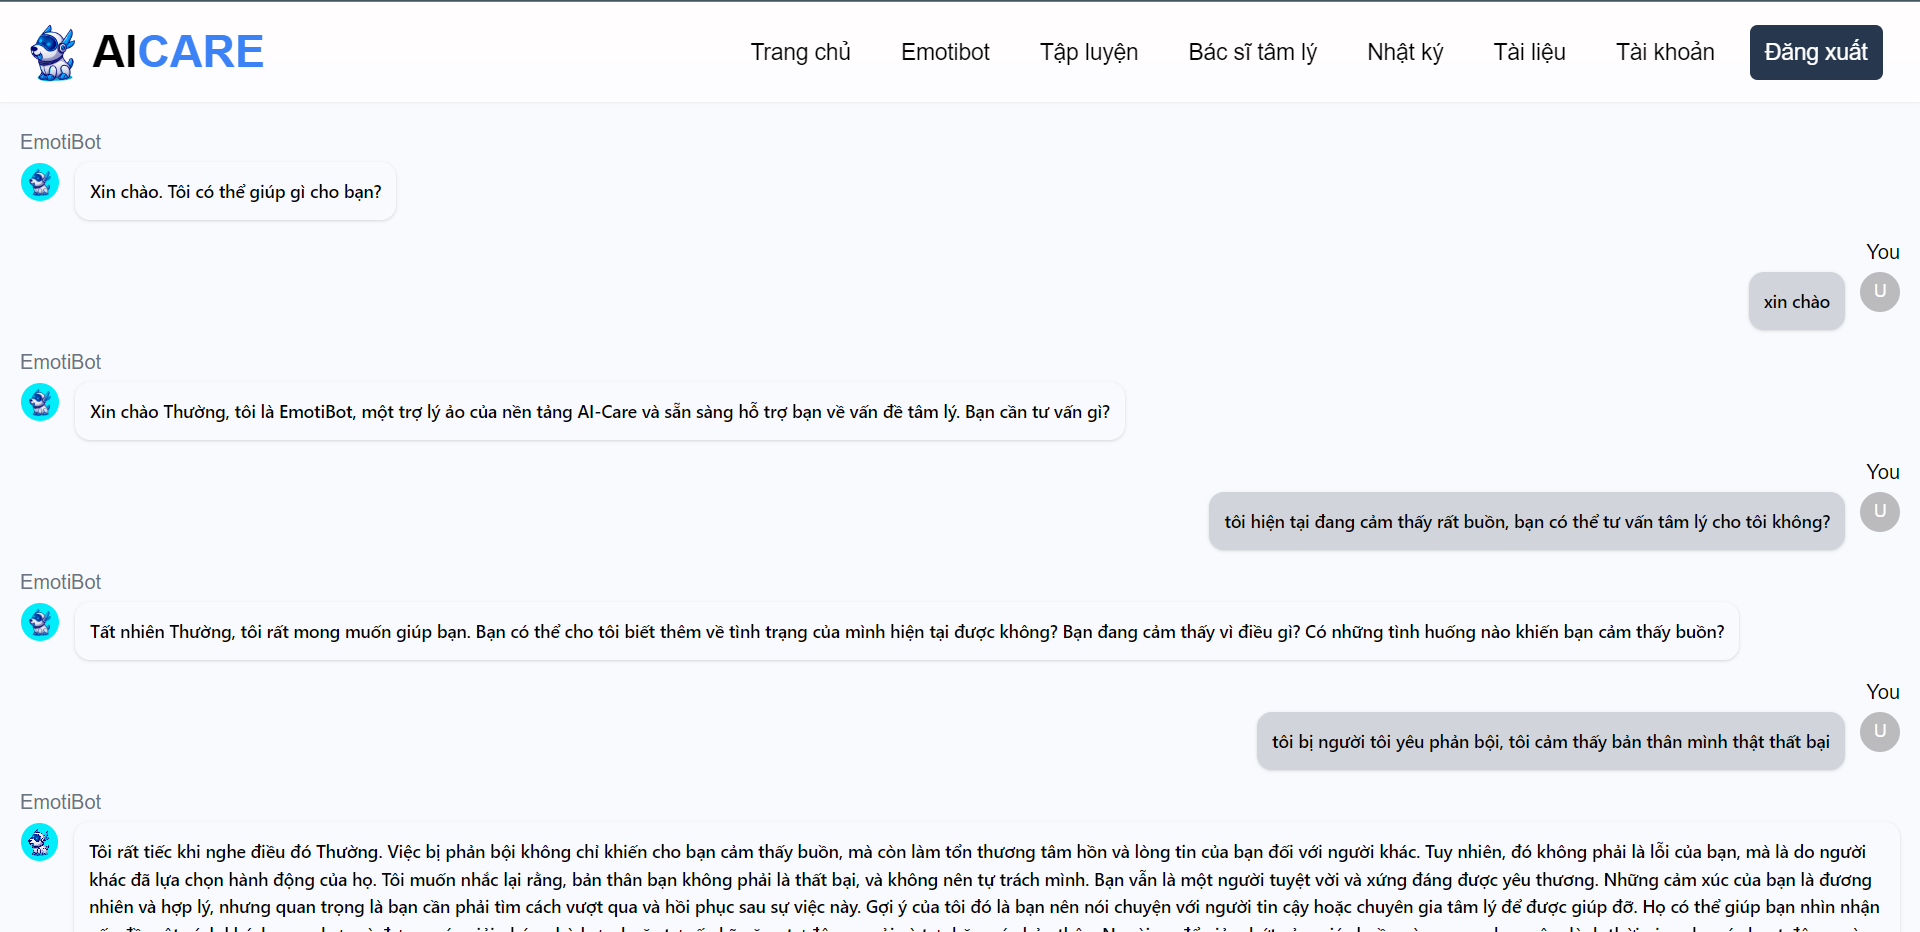 AICARE
Trang chủ Emotibot Tập luyện Bác sĩ tâm lý Nhật ký Tài liệu Tài khoản Đăng xuất
EmotiBot
Xin chào. Tôi có thể giúp gì cho bạn?
You
U
xin chào
EmotiBot
Xin chào Thường, tôi là EmotiBot, một trợ lý ảo của nền tảng AI-Care và sẵn sàng hỗ trợ bạn về vấn đề tâm lý. Bạn cần tư vấn gì?
You
U
tôi hiện tại đang cảm thấy rất buồn, bạn có thể tư vấn tâm lý cho tôi không?
EmotiBot
Tất nhiên Thường, tôi rất mong muốn giúp bạn. Bạn có thể cho tôi biết thêm về tình trạng của mình hiện tại được không? Bạn đang cảm thấy vì điều gì? Có những tình huống nào khiến bạn cảm thấy buồn?
You
U
tôi bị người tôi yêu phản bội, tôi cảm thấy bản thân mình thật thất bại
EmotiBot
Tôi rất tiếc khi nghe điều đó Thường. Việc bị phản bội không chỉ khiến cho bạn cảm thấy buồn, mà còn làm tổn thương tâm hồn và lòng tin của bạn đối với người khác. Tuy nhiên, đó không phải là lỗi của bạn, mà là do người
khác đã lựa chọn hành động của họ. Tôi muốn nhắc lại rằng, bản thân bạn không phải là thất bại, và không nên tự trách mình. Bạn vẫn là một người tuyệt vời và xứng đáng được yêu thương. Những cảm xúc của bạn là đương
nhiên và hợp lý, nhưng quan trọng là bạn cần phải tìm cách vượt qua và hồi phục sau sự việc này. Gợi ý của tôi đó là bạn nên nói chuyện với người tin cậy hoặc chuyên gia tâm lý để được giúp đỡ. Họ có thể giúp bạn nhìn nhận